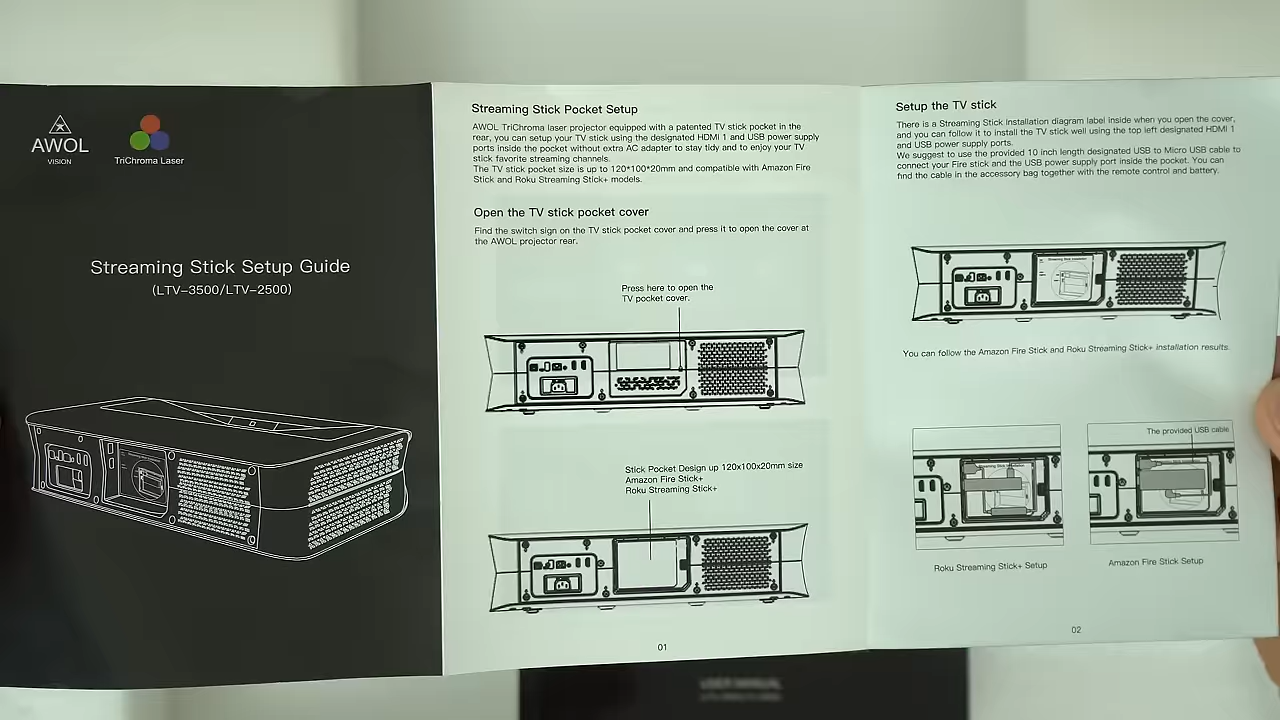 AWOL
VISION
TriChroma Laser
Streaming Stick Setup Guide
(LTV-3500/LTV-2500)
Streaming Stick Pocket Setup
AWOL TriChroma laser projector equipped with a patented TV stick pocket in the
rear, you can setup your TV stick using the designated HDMI 1 and USB power supply
ports inside the pocket without extra AC adapter to stay tidy and to enjoy your TV
stick favorite streaming channels.
The TV stick pocket size is up to 120*100*20mm and compatible with Amazon Fire
Stick and Roku Streaming Stick+ models.
Open the TV stick pocket cover
Find the switch sign on the TV stick pocket cover and press it to open the cover at
the AWOL projector rear.
Press here to open the
TV pocket cover.
Stick Pocket Design up 120x100x20mm size
Amazon Fire Stick+
Roku Streaming Stick+
01
Setup the TV stick
There is a Streaming Stick Installation diagram label inside when you open the cover,
and you can follow it to install the TV stick well using the top left designated HDMI 1
and USB power supply ports.
We suggest to use the provided 10 inch length designated USB to Micro USB cable to
connect your Fire stick and the USB power supply port inside the pocket. You can
find the cable in the accessory bag together with the remote control and battery.
Streaming Stick Installation
You can follow the Amazon Fire Stick and Roku Streaming Stick+ installation results.
The provided USB cable
Roku Streaming Stick+ Setup
Amazon Fire Stick Setup
02
USER MANUAL